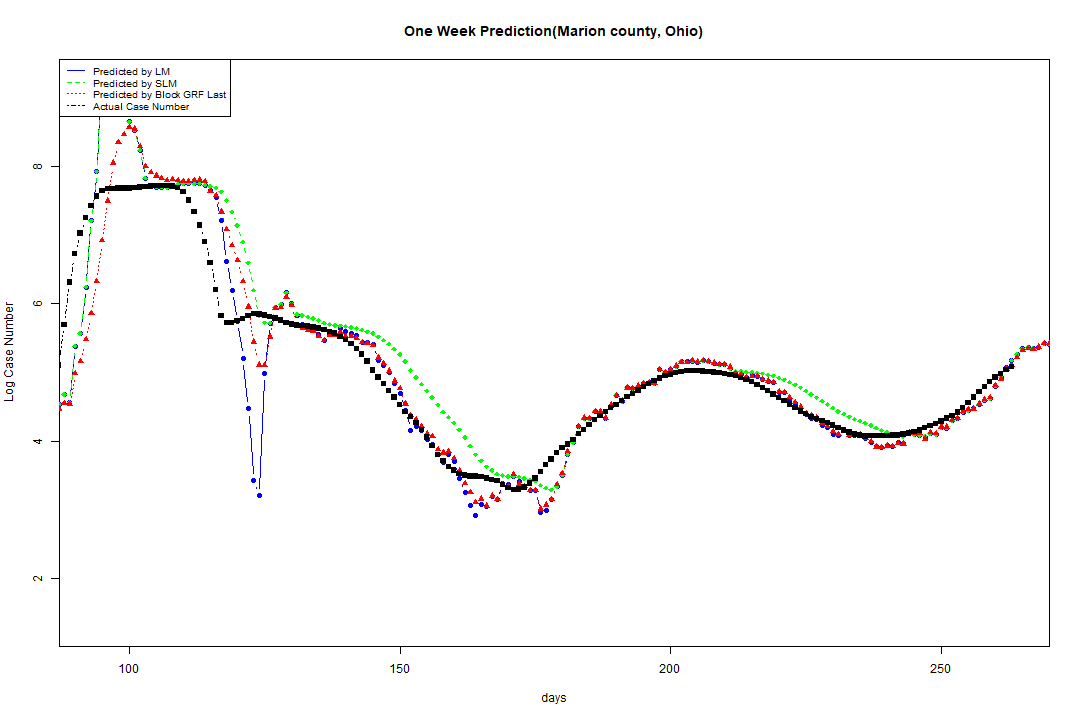 One Week Prediction(Marion county, Ohio)
Predicted by LM
Predicted by SLM
Predicted by Block GRF Last
Actual Case Number
8
6
4
2
Log Case Number
100 150 200 250
days